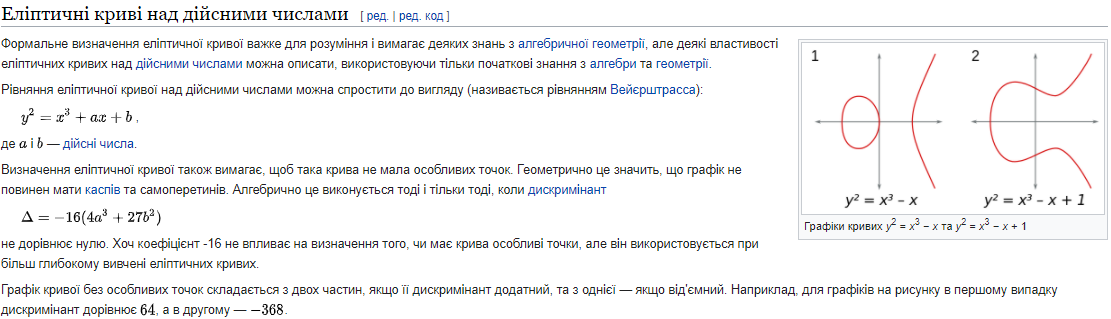 Еліптичні криві над дійсними числами [ ред. | ред. код ]
Формальне визначення еліптичної кривої важке для розуміння і вимагає деяких знань з алгебричної геометрії, але деякі властивості
еліптичних кривих над дійсними числами можна описати, використовуючи тільки початкові знання з алгебри та геометрії.
Рівняння еліптичної кривої над дійсними числами можна спростити до вигляду (називається рівнянням Вейєрштрасса):
y² = x³ + ax + b ,
де a і b — дійсні числа.
Визначення еліптичної кривої також вимагає, щоб така крива не мала особливих точок. Геометрично це значить, що графік не
повинен мати каспів та самоперетинів. Алгебрично це виконується тоді і тільки тоді, коли дискримінант
Δ = −16(4a³ + 27b²)
не дорівнює нулю. Хоч коефіцієнт -16 не впливає на визначення того, чи має крива особливі точки, але він використовується при
більш глибокому вивчені еліптичних кривих.
Графік кривої без особливих точок складається з двох частин, якщо її дискримінант додатний, та з однієї — якщо від'ємний. Наприклад, для графіків на рисунку в першому випадку
дискримінант дорівнює 64, а в другому — −368.
1
2
y² = x³ – x
y² = x³ – x + 1
Графіки кривих y² = x³ − x та y² = x³ − x + 1